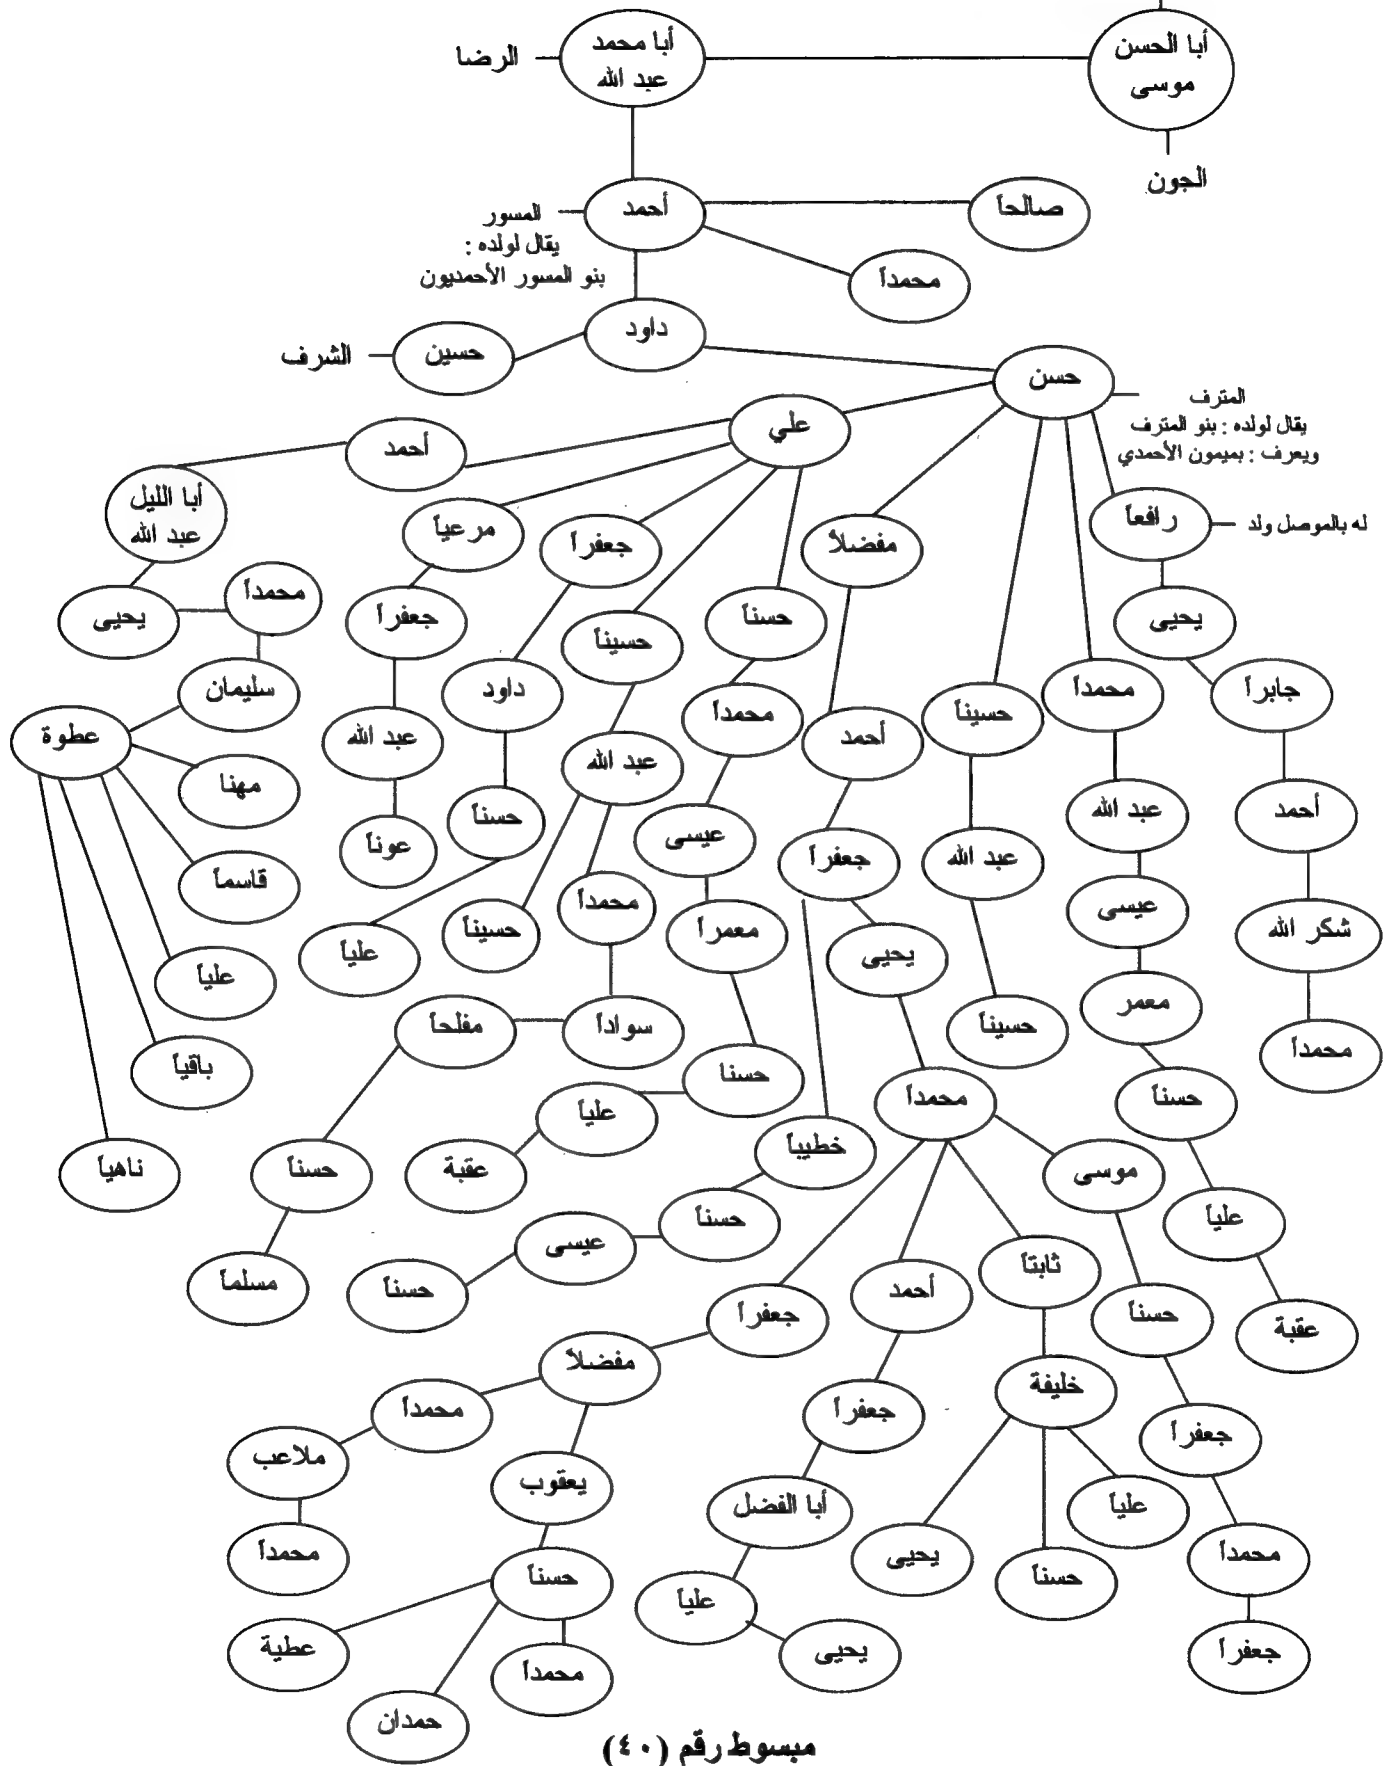 أبا الحسن
موسى
الجون
أبا محمد
عبد الله
الرضا
صالحاً
أحمد
المسور
يقال لولده :
بنو المسور الأحمديون
محمداً
داود
حسين
الشرف
حسن
المترف
يقال لولده : بنو المترف
ويعرف : بميمون الأحمدي
علي
أحمد
أبا الليل
عبد الله
رافعاً
له بالموصل ولد
مفضلاً
جعفراً
مرعياً
محمداً
يحيى
يحيى
حسناً
حسيناً
جعفراً
جابراً
محمداً
حسيناً
محمداً
داود
سليمان
عطوة
أحمد
عبد الله
عبد الله
مهنا
أحمد
عبد الله
عبد الله
جعفراً
عيسى
حسناً
عوناً
قاسماً
شكر الله
عيسى
يحيى
معمراً
محمداً
حسيناً
علياً
علياً
معمر
حسيناً
سواداً
مفلحاً
باقياً
محمداً
حسناً
محمداً
حسناً
علياً
عقبة
حسناً
ناهياً
خطيباً
موسى
علياً
حسناً
عيسى
حسناً
مسلماً
ثابتاً
أحمد
جعفراً
حسناً
عقبة
مفضلاً
محمداً
ملاعب
خليفة
جعفراً
جعفراً
يعقوب
محمداً
أبا الفضل
علياً
محمداً
يحيى
حسناً
حسناً
علياً
يحيى
عطية
محمداً
حمدان
جعفراً
مبسوط رقم (٤٠)